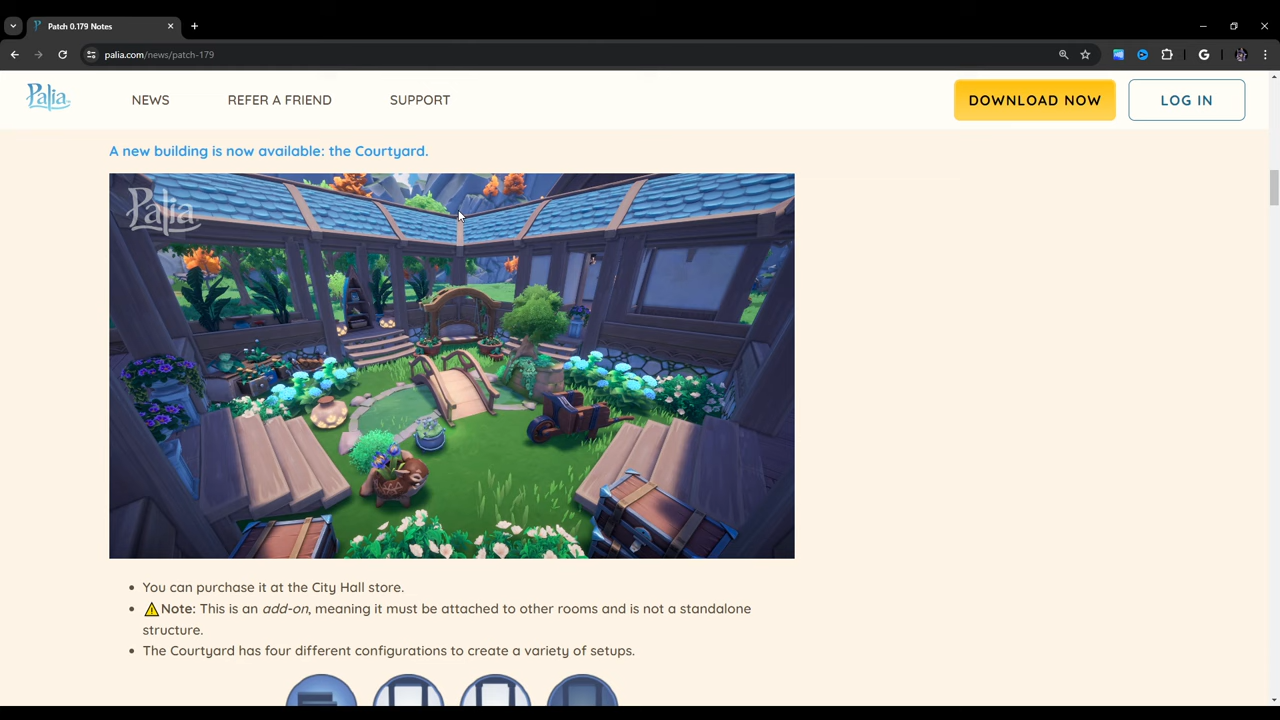 Patch 0.179 Notes
palia.com/news/patch-179
Palia
NEWS
REFER A FRIEND
SUPPORT
DOWNLOAD NOW
LOG IN
A new building is now available: the Courtyard.
Palia
You can purchase it at the City Hall store.
Note: This is an add-on, meaning it must be attached to other rooms and is not a standalone
structure.
The Courtyard has four different configurations to create a variety of setups.